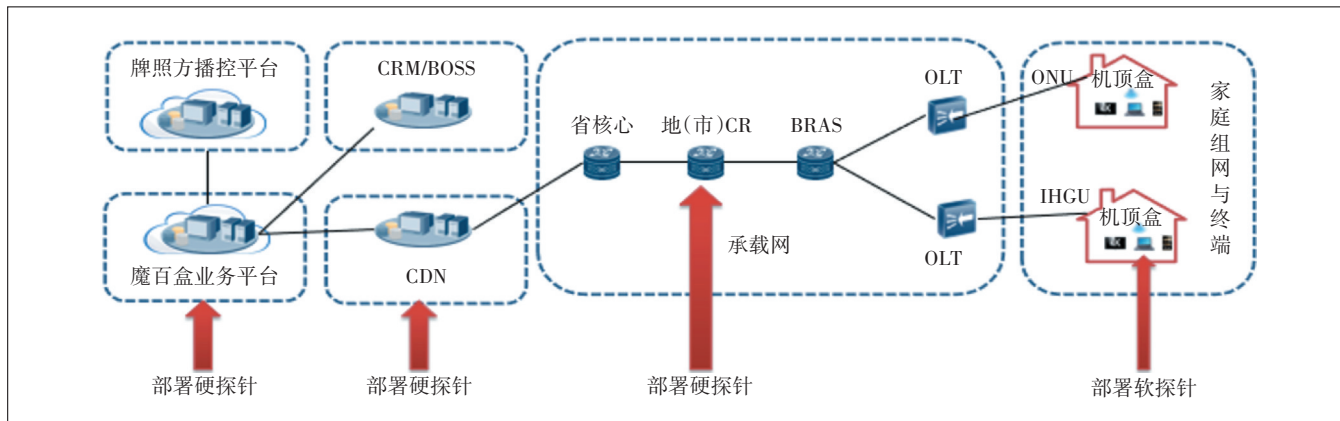 牌照方播控平台
CRM/BOSS
魔百盒业务平台
CDN
省核心
地(市)CR
BRAS
OLT
OLT
承载网
ONU
机顶盒
IHGU
机顶盒
家庭组网与终端
部署硬探针
部署硬探针
部署硬探针
部署软探针